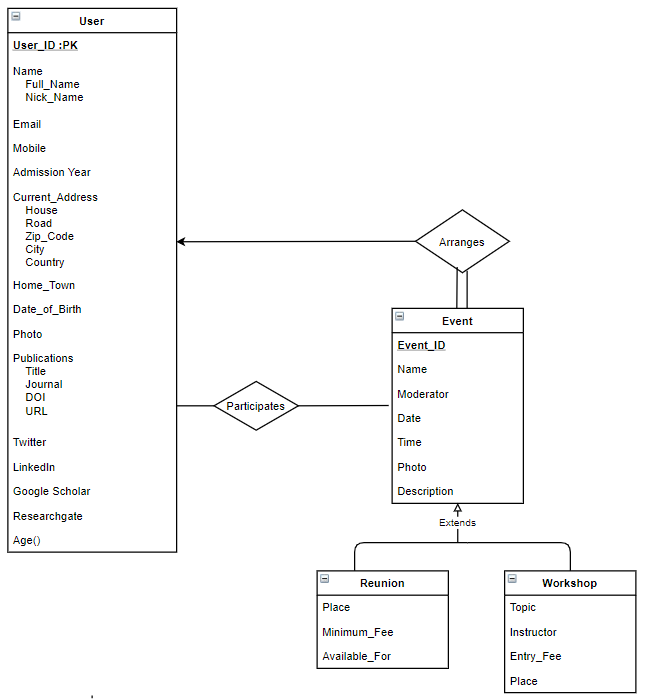 User
User_ID :PK
Name
Full_Name
Nick_Name
Email
Mobile
Admission Year
Current_Address
House
Road
Zip_Code
City
Country
Home_Town
Date_of_Birth
Photo
Publications
Title
Journal
DOI
URL
Twitter
LinkedIn
Google Scholar
Researchgate
Age()
Arranges
Participates
Event
Event_ID
Name
Moderator
Date
Time
Photo
Description
Extends
Reunion
Place
Minimum_Fee
Available_For
Workshop
Topic
Instructor
Entry_Fee
Place